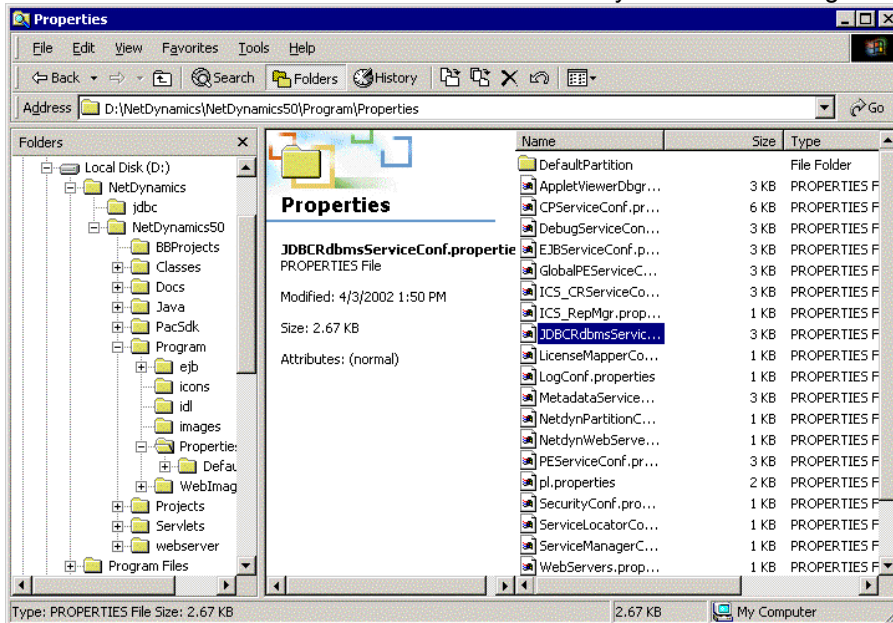 Properties
File Edit View Favorites Tools Help
Back Search Folders History
Address D:\NetDynamics\NetDynamics50\Program\Properties Go
Folders
Local Disk (D:)
NetDynamics
jdbc
NetDynamics50
BBProjects
Classes
Docs
Java
PacSdk
Program
ejb
icons
idl
images
Propertie
Defau
WebImag
Projects
Servlets
webserver
Program Files
Properties
JDBCRdbmsServiceConf.propertie
PROPERTIES File
Modified: 4/3/2002 1:50 PM
Size: 2.67 KB
Attributes: (normal)
Name Size Type
DefaultPartition File Folder
AppletViewerDbgr... 3 KB PROPERTIES F
CPServiceConf.pr... 6 KB PROPERTIES F
DebugServiceCon... 3 KB PROPERTIES F
EJBServiceConf.p... 3 KB PROPERTIES F
GlobalPEServiceC... 3 KB PROPERTIES F
ICS_CRServiceCo... 3 KB PROPERTIES F
ICS_RepMgr.prop... 1 KB PROPERTIES F
JDBCRdbmsServic... 3 KB PROPERTIES F
LicenseMapperCo... 1 KB PROPERTIES F
LogConf.properties 1 KB PROPERTIES F
MetadataService... 3 KB PROPERTIES F
NetdynPartitionC... 1 KB PROPERTIES F
NetdynWebServe... 1 KB PROPERTIES F
PEServiceConf.pr... 3 KB PROPERTIES F
pl.properties 2 KB PROPERTIES F
SecurityConf.pro... 1 KB PROPERTIES F
ServiceLocatorCo... 1 KB PROPERTIES F
ServiceManagerC... 1 KB PROPERTIES F
WebServers.prop... 1 KB PROPERTIES F
Type: PROPERTIES File Size: 2.67 KB 2.67 KB My Computer